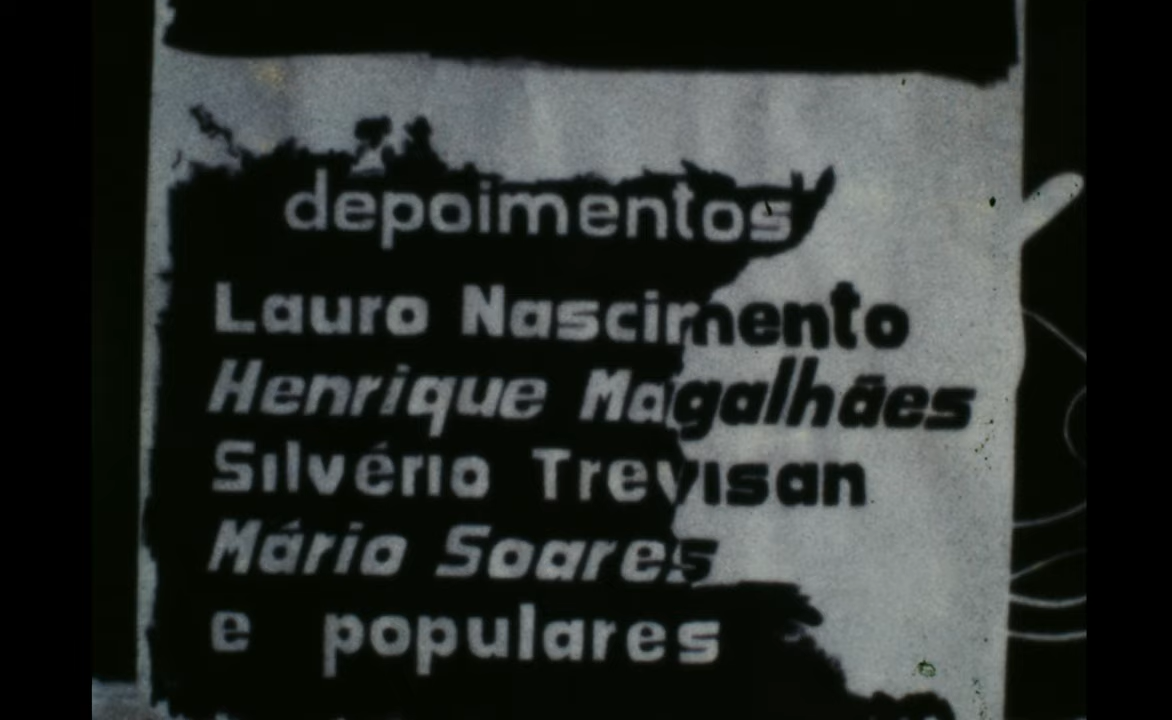 depoimentos
Lauro Nascimento
Henrique Magalhães
Silvério Trevisan
Mário Soares
e populares